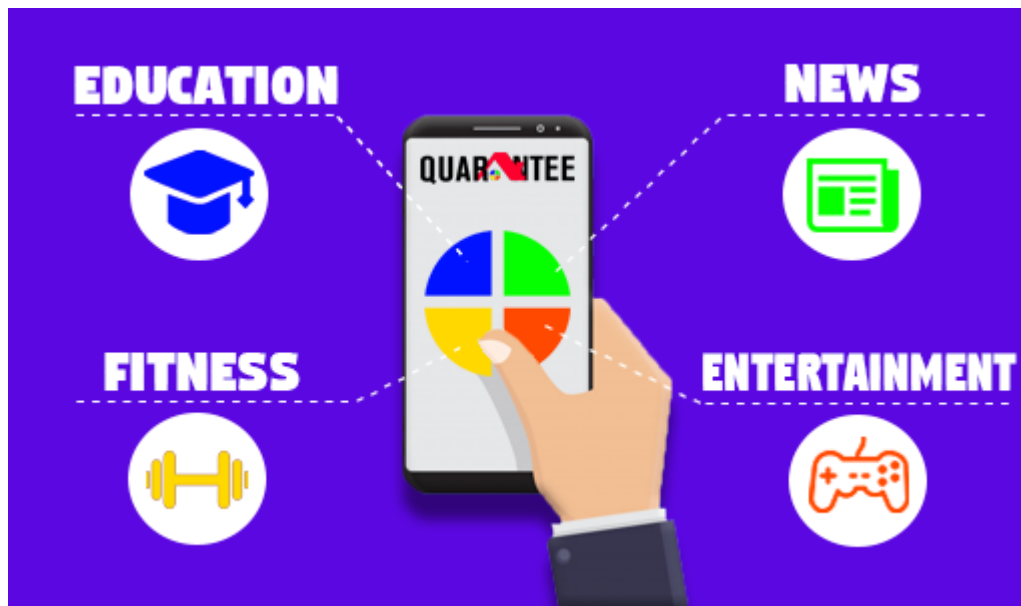 EDUCATION
NEWS
QUARANTEE
FITNESS
ENTERTAINMENT